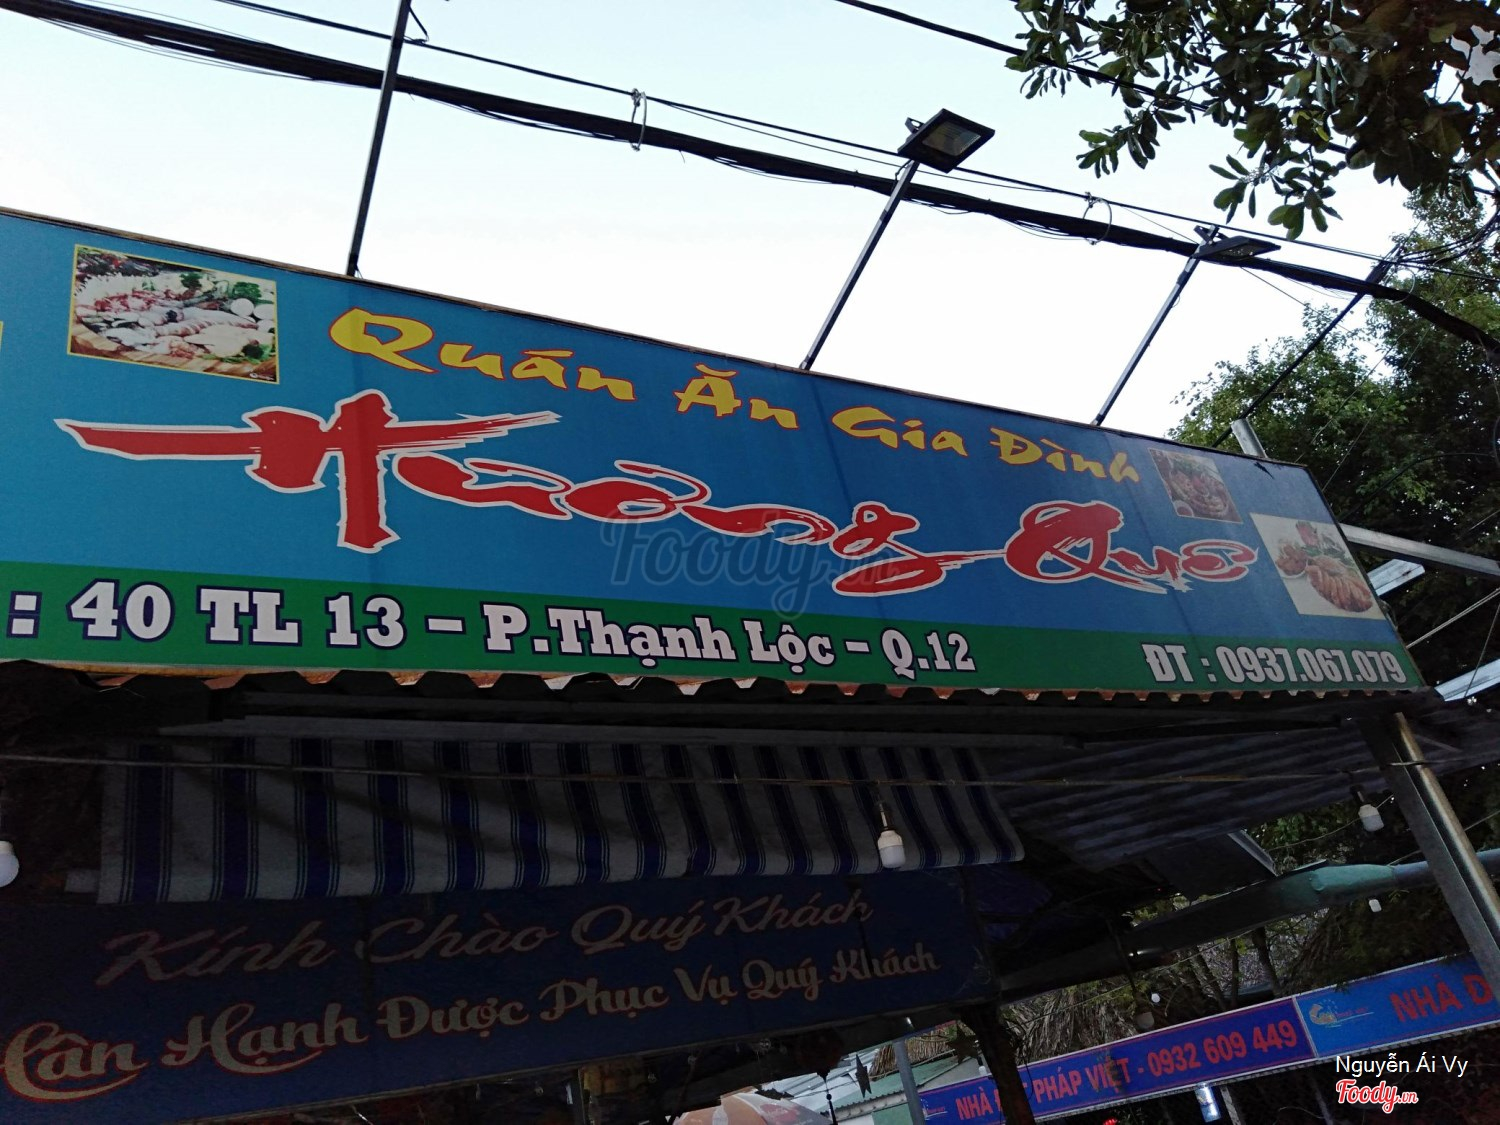 Quán Ăn Gia Đình
Hương Quê
: 40 TL 13 - P.Thạnh Lộc - Q.12
ĐT : 0937.067.079
Foody.vn
Kính Chào Quý Khách
Hân Hạnh Được Phục Vụ Quý Khách
PHÁP VIỆT - 0932 609 449
NHÀ Đ
Nguyễn Ái Vy
Foody.vn